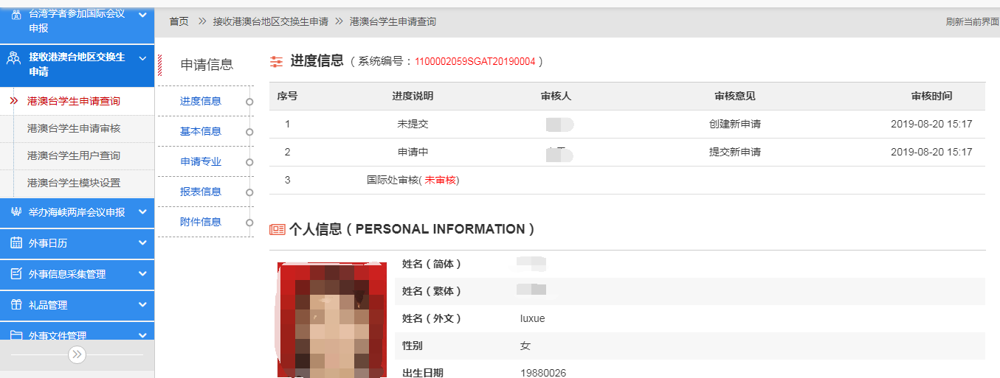 台湾学者参加国际会议
申报
接收港澳台地区交换生
申请
港澳台学生申请查询
港澳台学生申请审核
港澳台学生用户查询
港澳台学生模块设置
举办海峡两岸会议申报
外事日历
外事信息采集管理
礼品管理
外事文件管理
首页 接收港澳台地区交换生申请 港澳台学生申请查询
刷新当前界面
申请信息
进度信息
基本信息
申请专业
报表信息
附件信息
进度信息 ( 系统编号：1100002059SGAT20190004 )
序号 进度说明 审核人 审核意见 审核时间
1 未提交 创建新申请 2019-08-20 15:17
2 申请中 提交新申请 2019-08-20 15:17
3 国际处审核( 未审核)
个人信息 ( PERSONAL INFORMATION )
姓名 ( 简体 )
姓名 ( 繁体 )
姓名 ( 外文 ) luxue
性别 女
出生日期 19880026